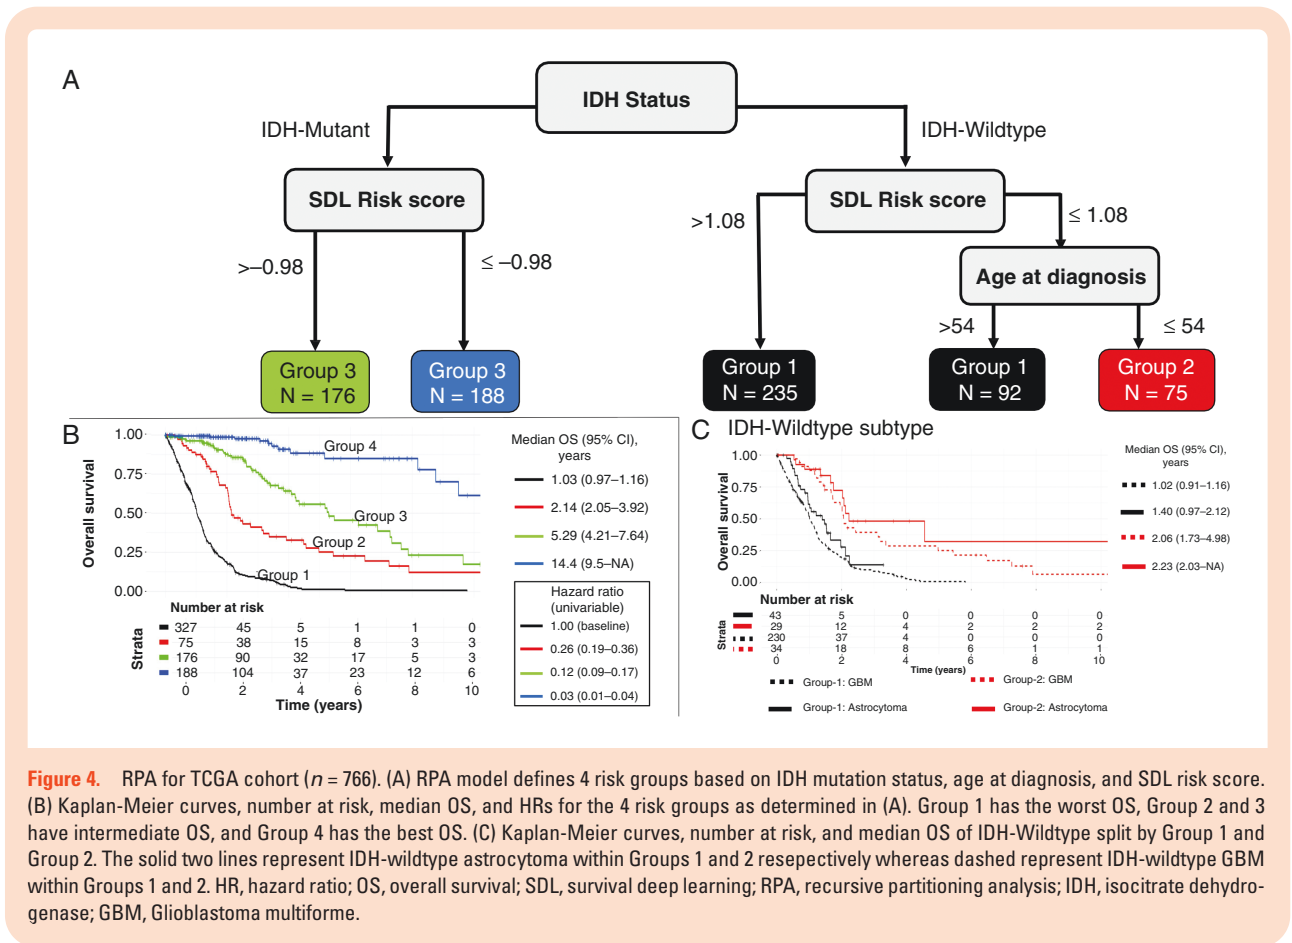 A
IDH Status
IDH-Mutant
IDH-Wildtype
SDL Risk score
SDL Risk score
>1.08
≤ 1.08
>–0.98
≤ –0.98
Age at diagnosis
>54
≤ 54
Group 3
N = 176
Group 3
N = 188
Group 1
N = 235
Group 1
N = 92
Group 2
N = 75
B
Overall survival
1.00
0.75
0.50
0.25
0.00
Group 4
Group 3
Group 2
Group 1
Median OS (95% CI),
years
1.03 (0.97–1.16)
2.14 (2.05–3.92)
5.29 (4.21–7.64)
14.4 (9.5–NA)
Hazard ratio
(univariable)
1.00 (baseline)
0.26 (0.19–0.36)
0.12 (0.09–0.17)
0.03 (0.01–0.04)
Number at risk
Strata
327 45 5 1 1 0
75 38 15 8 3 3
176 90 32 17 5 3
188 104 37 23 12 6
0 2 4 6 8 10
Time (years)
C IDH-Wildtype subtype
Overall survival
1.00
0.75
0.50
0.25
0.00
Median OS (95% CI),
years
1.02 (0.91–1.16)
1.40 (0.97–2.12)
2.06 (1.73–4.98)
2.23 (2.03–NA)
Number at risk
Strata
43 5 0 0 0 0
29 12 4 2 2 2
230 37 4 0 0 0
34 18 8 6 1 1
0 2 4 6 8 10
Time (years)
Group-1: GBM
Group-2: GBM
Group-1: Astrocytoma
Group-2: Astrocytoma
Figure 4. RPA for TCGA cohort (n = 766). (A) RPA model defines 4 risk groups based on IDH mutation status, age at diagnosis, and SDL risk score.
(B) Kaplan-Meier curves, number at risk, median OS, and HRs for the 4 risk groups as determined in (A). Group 1 has the worst OS, Group 2 and 3
have intermediate OS, and Group 4 has the best OS. (C) Kaplan-Meier curves, number at risk, and median OS of IDH-Wildtype split by Group 1 and
Group 2. The solid two lines represent IDH-wildtype astrocytoma within Groups 1 and 2 resepectively whereas dashed represent IDH-wildtype GBM
within Groups 1 and 2. HR, hazard ratio; OS, overall survival; SDL, survival deep learning; RPA, recursive partitioning analysis; IDH, isocitrate dehydro-
genase; GBM, Glioblastoma multiforme.